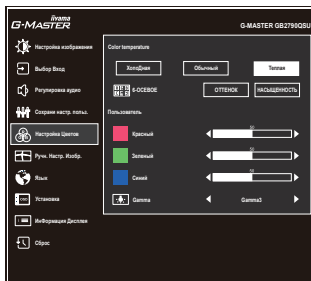 iiyama
G-MASTER
G-MASTER GB2790QSU
Настройка изображения
Выбор Вход
Регулировка аудио
Сохрани настр. польз.
Настройка Цветов
Ручн. Настр. Изобр.
Язык
Установка
ИнФормация Дисплея
Сброс
Color temperature
ХолоДная
Обычный
Теплая
6-ОСЕВОЕ
ОТТЕНОК
НАСЫЩЕННОСТЬ
Пользователь
Красный
50
Зеленый
50
Синий
50
Gamma
Gamma3